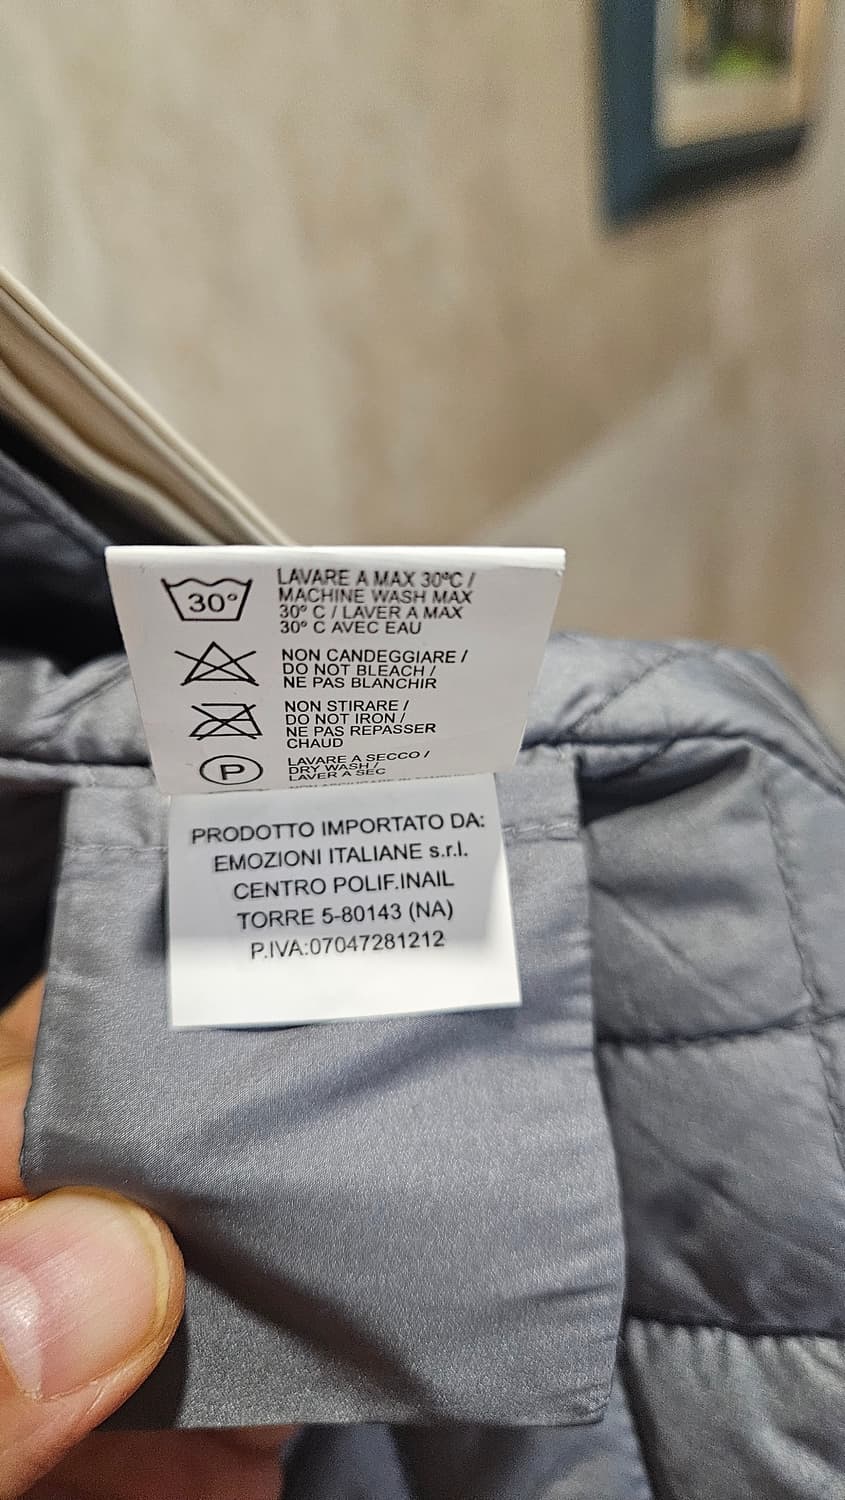 30°
LAVARE A MAX 30°C /
MACHINE WASH MAX
30° C / LAVER A MAX
30° C AVEC EAU
NON CANDEGGIARE /
DO NOT BLEACH /
NE PAS BLANCHIR
NON STIRARE /
DO NOT IRON /
NE PAS REPASSER
CHAUD
P
LAVARE A SECCO /
DRY WASH /
LAVER A SEC
PRODOTTO IMPORTATO DA:
EMOZIONI ITALIANE s.r.l.
CENTRO POLIF.INAIL
TORRE 5-80143 (NA)
P.IVA:07047281212